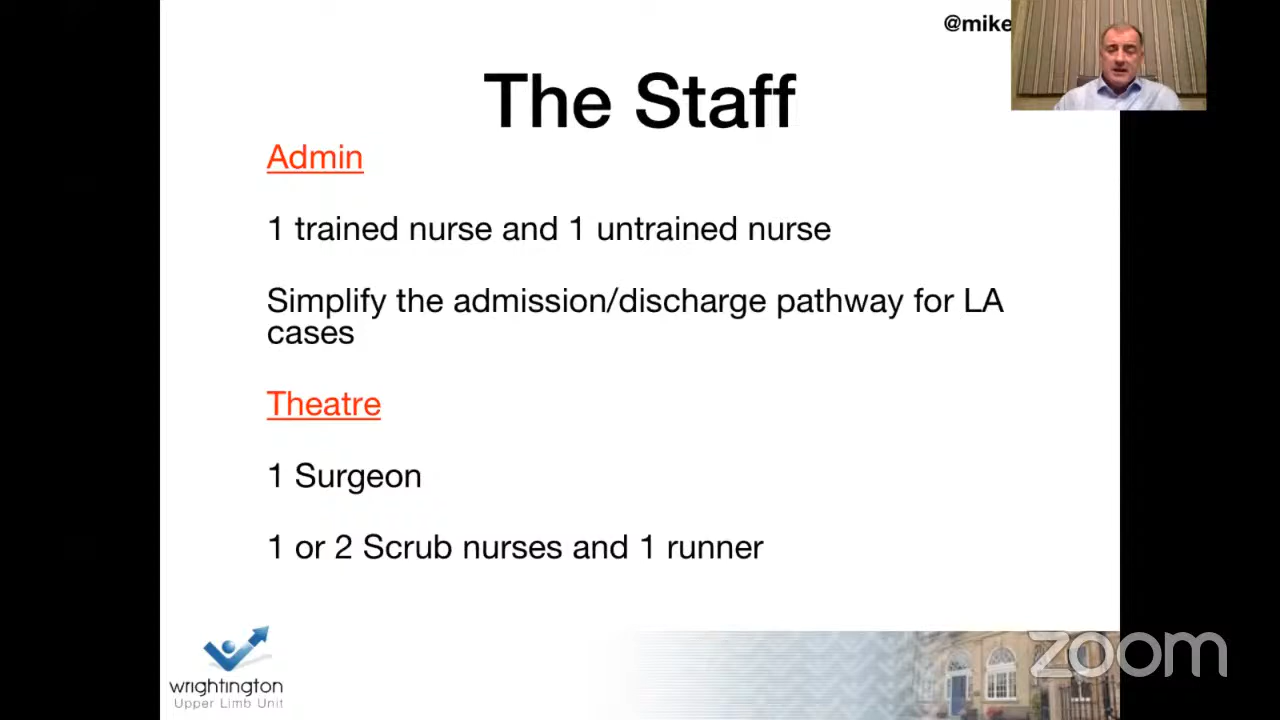 @mike
The Staff
Admin
1 trained nurse and 1 untrained nurse
Simplify the admission/discharge pathway for LA
cases
Theatre
1 Surgeon
1 or 2 Scrub nurses and 1 runner
wrightington
Upper Limb Unit
zoom